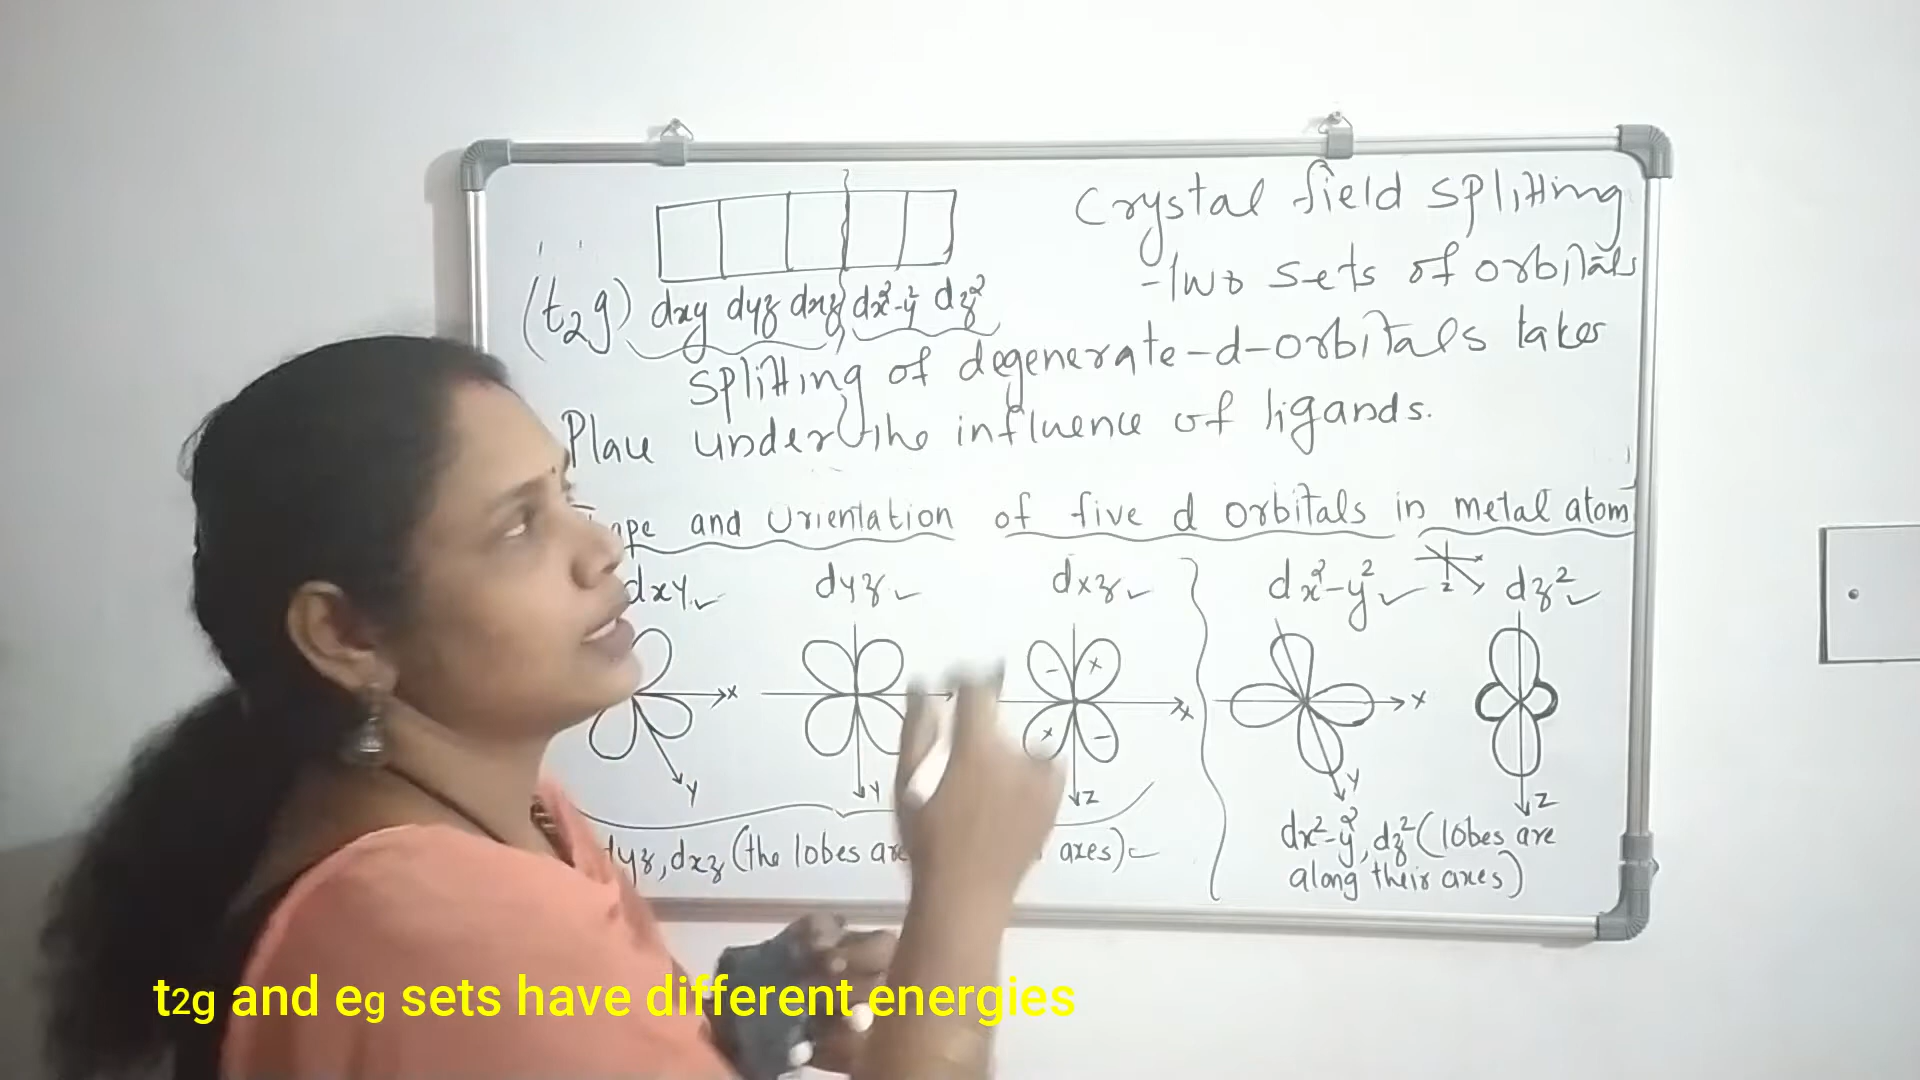 Crystal field splitting
- Two sets of orbitals
(t2g) dxy dyz dxz dx²-y² dz²
splitting of degenerate-d-orbitals takes
Place under the influence of ligands.
and Orientation of five d orbitals in metal atom
dxy dyz dxz dx²-y² dz²
z
x x x
- x
x -
y y z y z
dyz, dxz (the lobes axes)
dx²-y², dz² (lobes are
along their axes)
t2g and eg sets have different energies